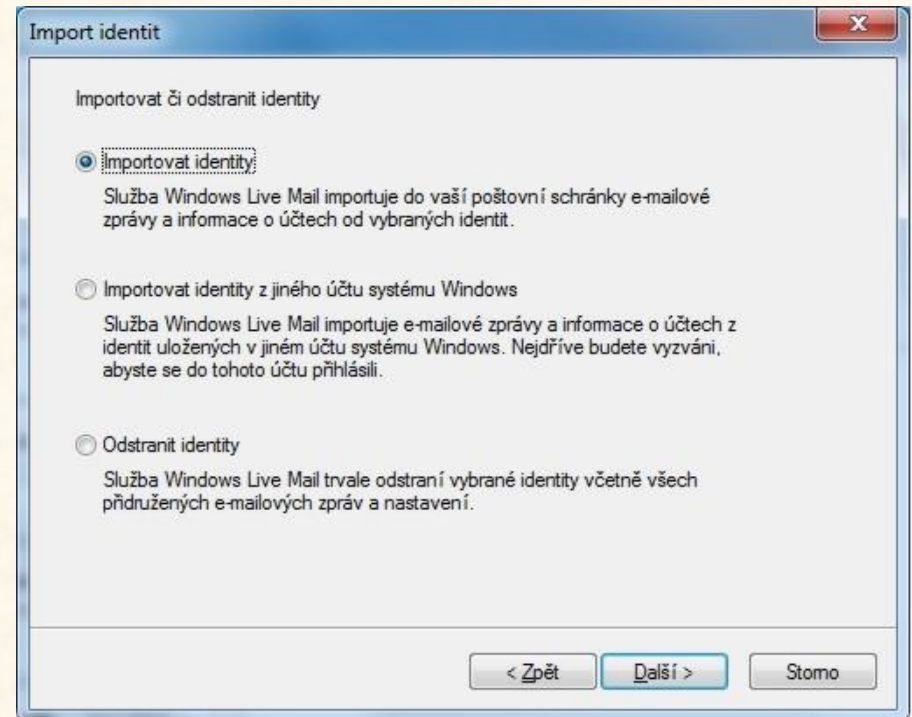 Import identit
Importovat či odstranit identity
Importovat identity
Služba Windows Live Mail importuje do vaší poštovní schránky e-mailové
zprávy a informace o účtech od vybraných identit.
Importovat identity z jiného účtu systému Windows
Služba Windows Live Mail importuje e-mailové zprávy a informace o účtech z
identit uložených v jiném účtu systému Windows. Nejdříve budete vyzváni,
abyste se do tohoto účtu přihlásili.
Odstranit identity
Služba Windows Live Mail trvale odstraní vybrané identity včetně všech
přidružených e-mailových zpráv a nastavení.
< Zpět Další > Storno